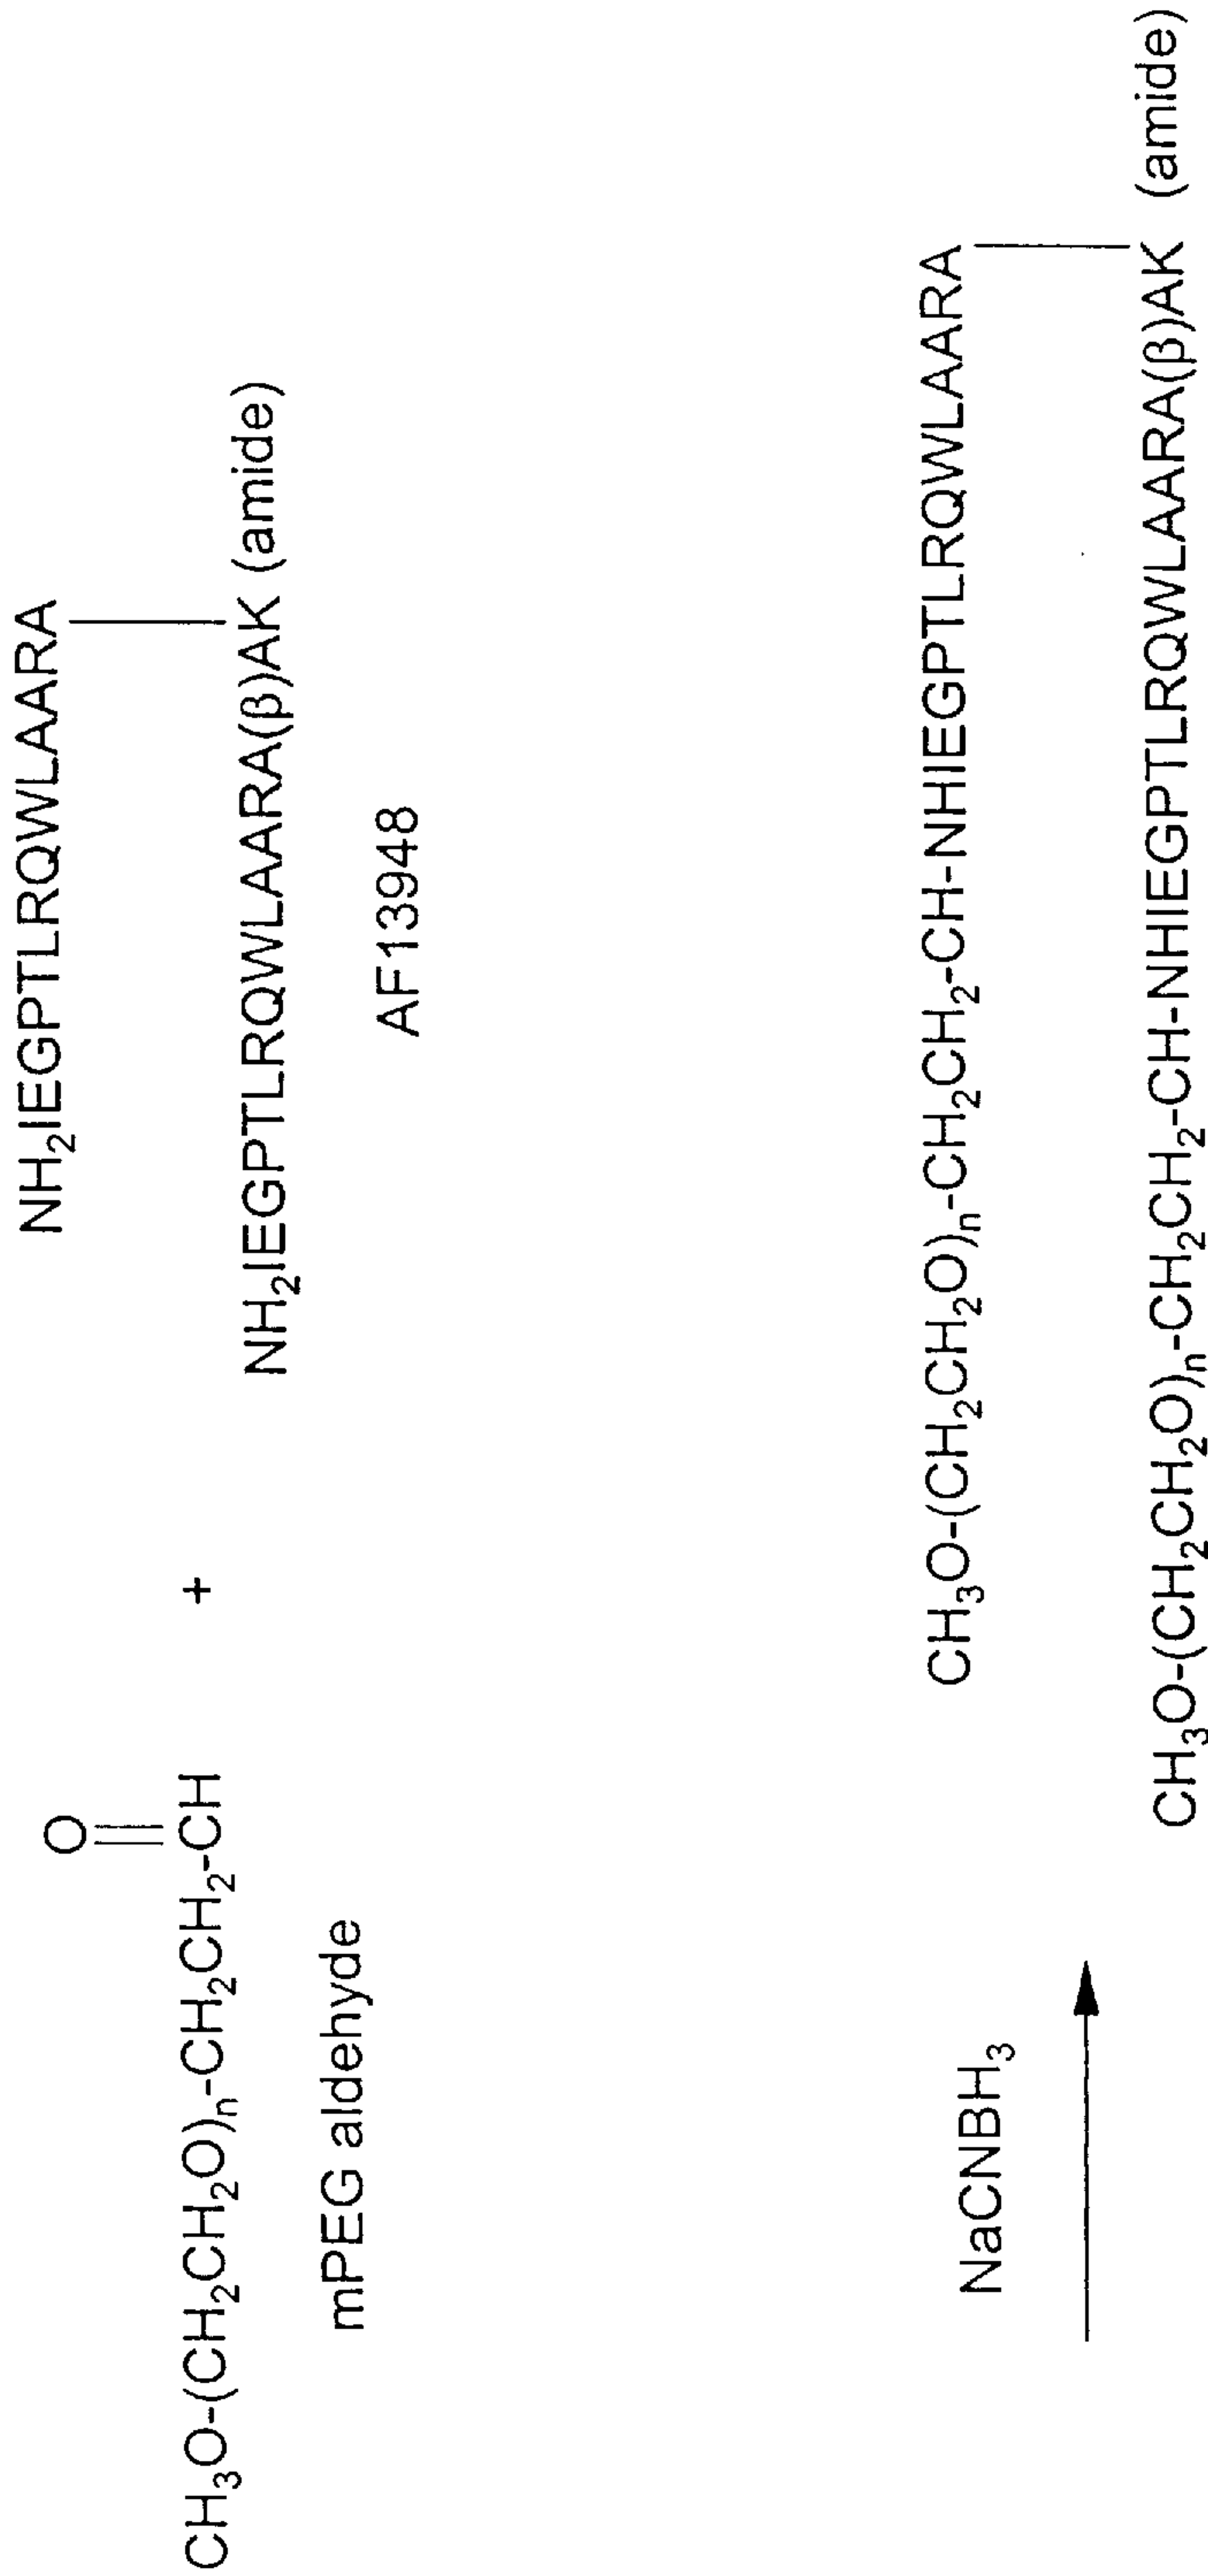 O
CH3O-(CH2CH2O)n-CH2CH2-CH
mPEG aldehyde
+
NH2IEGPTLRQWLAARA
NH2IEGPTLRQWLAARA(β)AK (amide)
AF13948
NaCNBH3
CH3O-(CH2CH2O)n-CH2CH2-CH-NHIEGPTLRQWLAARA
CH3O-(CH2CH2O)n-CH2CH2-CH-NHIEGPTLRQWLAARA(β)AK (amide)